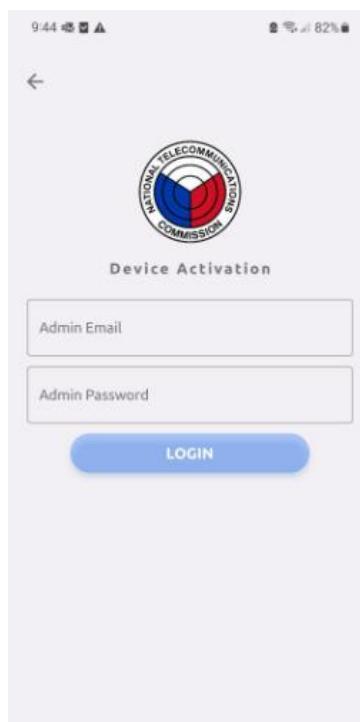 9:44 82%
NATIONAL TELECOMMUNICATIONS
COMMISSION
Device Activation
Admin Email
Admin Password
LOGIN